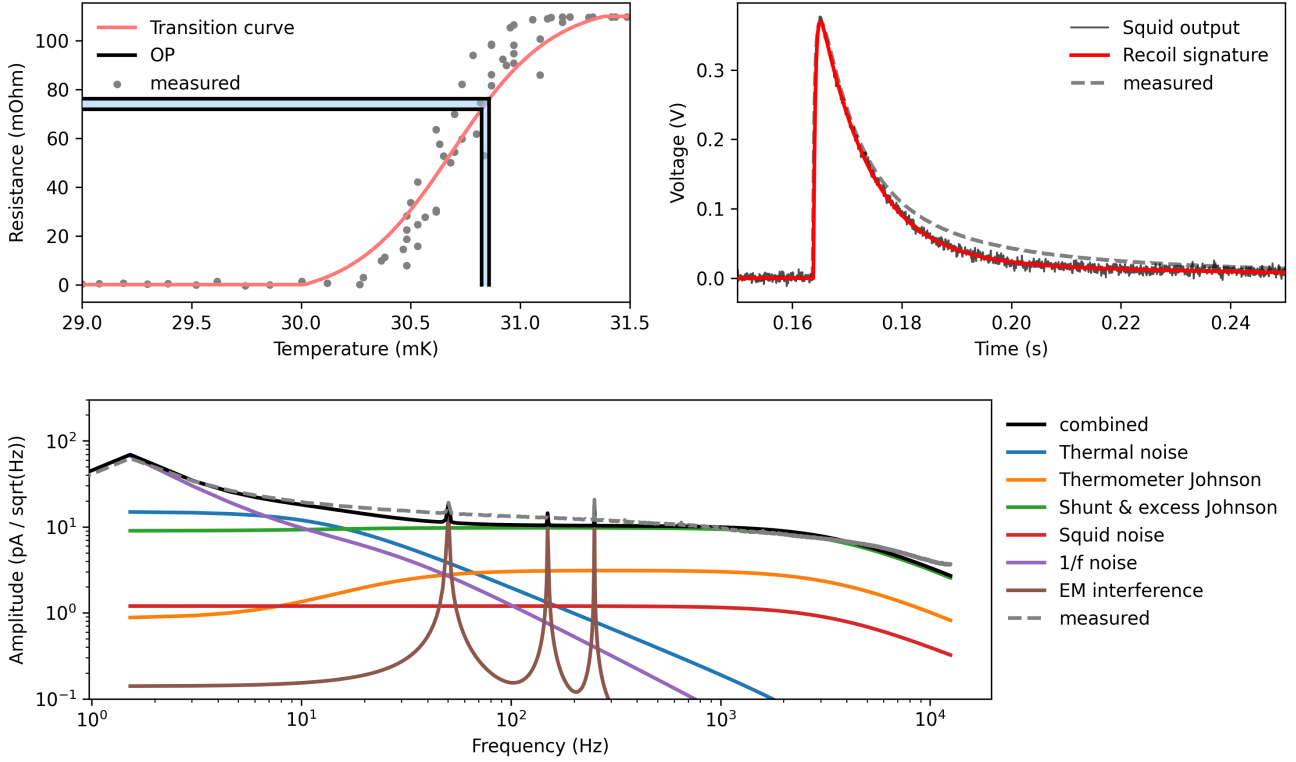 Resistance (mOhm)
100
80
60
40
20
0
Transition curve
OP
measured
29.0 29.5 30.0 30.5 31.0 31.5
Temperature (mK)
Voltage (V)
0.3
0.2
0.1
0.0
Squid output
Recoil signature
measured
0.16 0.18 0.20 0.22 0.24
Time (s)
Amplitude (pA / sqrt(Hz))
10²
10¹
10⁰
10⁻¹
10⁰ 10¹ 10² 10³ 10⁴
Frequency (Hz)
combined
Thermal noise
Thermometer Johnson
Shunt & excess Johnson
Squid noise
1/f noise
EM interference
measured